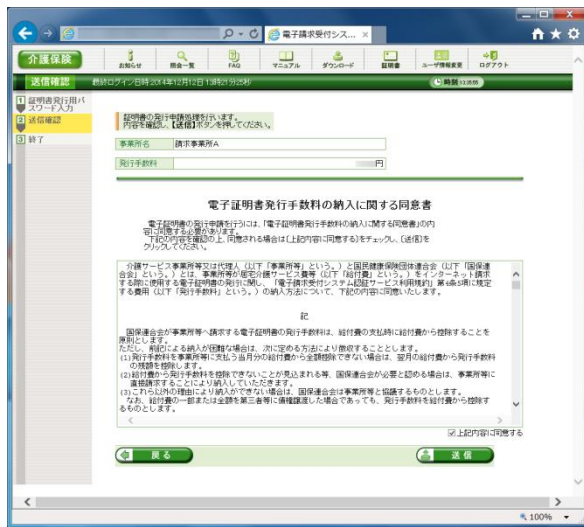 電子請求受付シス...
介護保険
お知らせ 照会一覧 FAQ マニュアル ダウンロード 証明書 ユーザ情報変更 ログアウト
送信確認 最終ログイン日時:2014年12月12日 13時21分25秒 時刻
1 証明書発行用パスワード入力
2 送信確認
3 終了
証明書の発行申請処理を行います。
内容を確認し、【送信】ボタンを押してください。
事業所名 請求事業所A
発行手数料 円
電子証明書発行手数料の納入に関する同意書
電子証明書の発行申請を行うには、「電子証明書発行手数料の納入に関する同意書」の内
容に同意する必要があります。
下記の内容を確認の上、同意される場合は〔上記内容に同意する〕をチェックし、〔送信〕を
クリックしてください。
介護サービス事業所等又は代理人（以下「事業所等」という。）と国民健康保険団体連合会（以下「国保連
合会」という。）とは、事業所等が居宅介護サービス費等（以下「給付費」という。）をインターネット請求
する際に使用する電子証明書の発行に関し、「電子請求受付システム認証サービス利用規約」第6条5項に規定
する費用（以下「発行手数料」という。）の納入方法について、下記の内容に同意いたします。
記
国保連合会が事業所等へ請求する電子証明書の発行手数料は、給付費の支払時に給付費から控除することを
原則とします。
ただし、前記による納入が困難な場合は、次に定める方法により徴収することとします。
(1)発行手数料を事業所等に支払う当月分の給付費から全額控除できない場合は、翌月の給付費から発行手数料
の残額を控除します。
(2)給付費から発行手数料を控除できないことが見込まれる等、国保連合会が必要と認める場合は、事業所等に
直接請求することにより納入していただきます。
(3)これら以外の理由により納入ができない場合は、国保連合会は事業所等と協議するものとします。
なお、給付費の一部または全額を第三者等に債権譲渡した場合であっても、発行手数料を給付費から控除す
るものとします。
上記内容に同意する
戻る 送信
100%